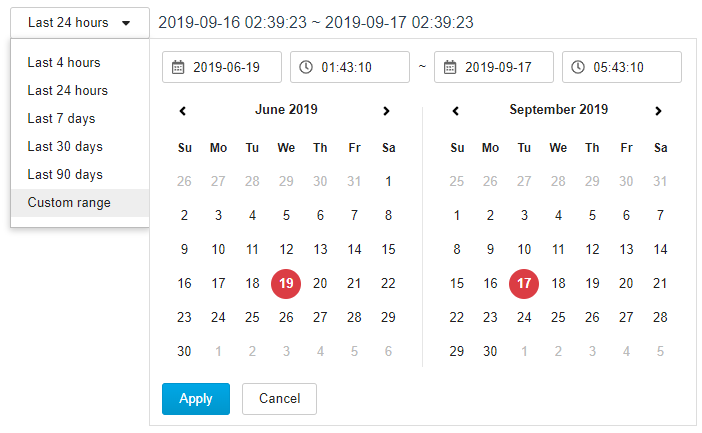 Last 24 hours 2019-09-16 02:39:23 ~ 2019-09-17 02:39:23
Last 4 hours
Last 24 hours
Last 7 days
Last 30 days
Last 90 days
Custom range
2019-06-19 01:43:10 ~ 2019-09-17 05:43:10
June 2019
Su Mo Tu We Th Fr Sa
26 27 28 29 30 31 1
2 3 4 5 6 7 8
9 10 11 12 13 14 15
16 17 18 19 20 21 22
23 24 25 26 27 28 29
30 1 2 3 4 5 6
September 2019
Su Mo Tu We Th Fr Sa
25 26 27 28 29 30 31
1 2 3 4 5 6 7
8 9 10 11 12 13 14
15 16 17 18 19 20 21
22 23 24 25 26 27 28
29 30 1 2 3 4 5
Apply Cancel